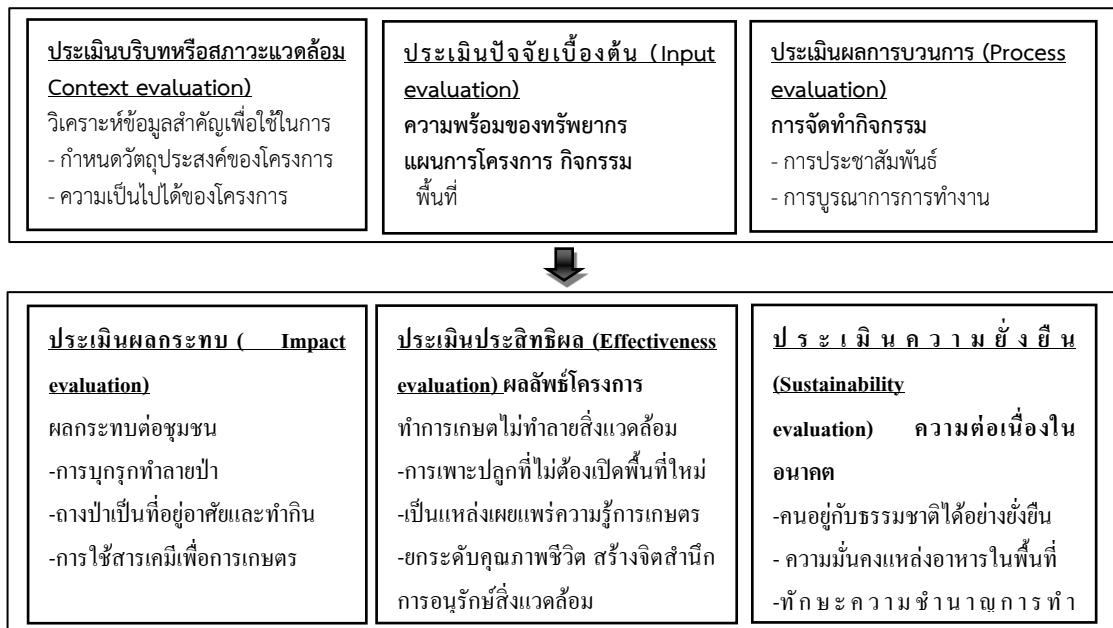 ประเมินบริบทหรือสภาวะแวดล้อม
Context evaluation)
วิเคราะห์ข้อมูลสำคัญเพื่อใช้ในการ
- กำหนดวัตถุประสงค์ของโครงการ
- ความเป็นไปได้ของโครงการ
ประเมินปัจจัยเบื้องต้น (Input
evaluation)
ความพร้อมของทรัพยากร
แผนการโครงการ กิจกรรม
พื้นที่
ประเมินผลการบวนการ (Process
evaluation)
การจัดทำกิจกรรม
- การประชาสัมพันธ์
- การบูรณาการการทำงาน
ประเมินผลกระทบ ( Impact
evaluation)
ผลกระทบต่อชุมชน
-การบุกรุกทำลายป่า
-ถางป่าเป็นที่อยู่อาศัยและทำกิน
-การใช้สารเคมีเพื่อการเกษตร
ประเมินประสิทธิผล (Effectiveness
evaluation) ผลลัพธ์โครงการ
ทำการเกษตไม่ทำลายสิ่งแวดล้อม
-การเพาะปลูกที่ไม่ต้องเปิดพื้นที่ใหม่
-เป็นแหล่งเผยแพร่ความรู้การเกษตร
-ยกระดับคุณภาพชีวิต สร้างจิตสำนึก
การอนุรักษ์สิ่งแวดล้อม
ประเมินความยั่งยืน
(Sustainability
evaluation) ความต่อเนื่องใน
อนาคต
-คนอยู่กับธรรมชาติได้อย่างยั่งยืน
- ความมั่นคงแหล่งอาหารในพื้นที่
-ทักษะความชำนาญการทำ